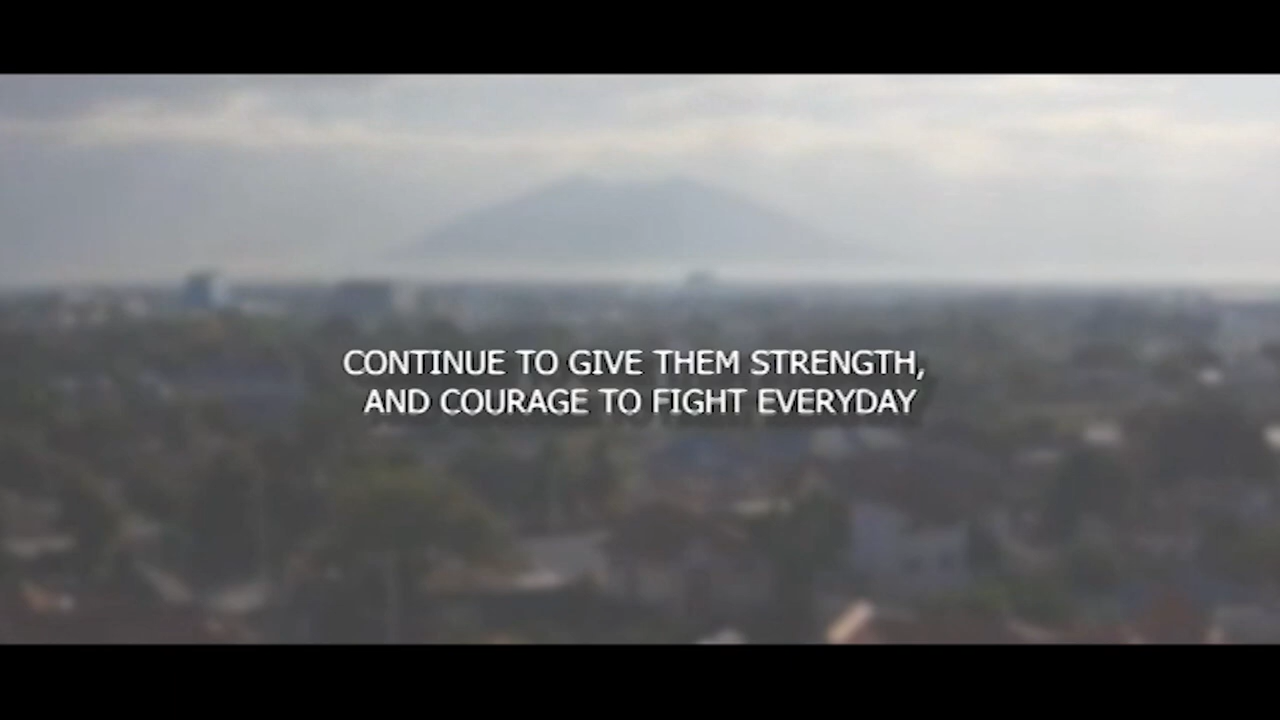 CONTINUE TO GIVE THEM STRENGTH,
AND COURAGE TO FIGHT EVERYDAY